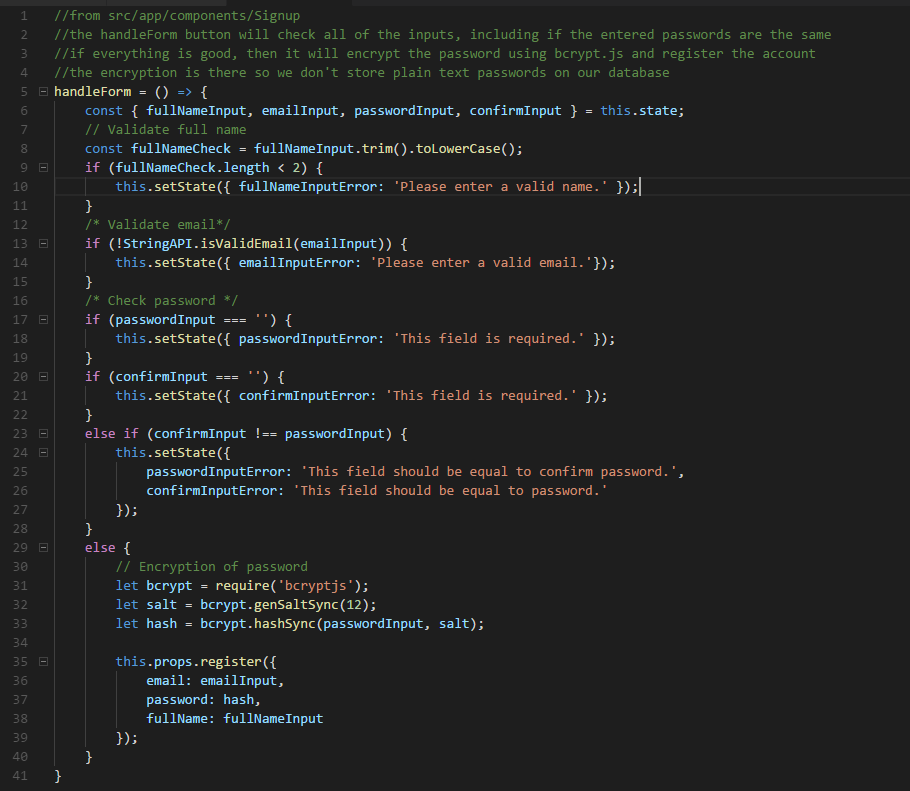 1 //from src/app/components/Signup
2 //the handleForm button will check all of the inputs, including if the entered passwords are the same
3 //if everything is good, then it will encrypt the password using bcrypt.js and register the account
4 //the encryption is there so we don't store plain text passwords on our database
5 handleForm = () => {
6     const { fullNameInput, emailInput, passwordInput, confirmInput } = this.state;
7     // Validate full name
8     const fullNameCheck = fullNameInput.trim().toLowerCase();
9     if (fullNameCheck.length < 2) {
10         this.setState({ fullNameInputError: 'Please enter a valid name.' });
11     }
12     /* Validate email*/
13     if (!StringAPI.isValidEmail(emailInput)) {
14         this.setState({ emailInputError: 'Please enter a valid email.'});
15     }
16     /* Check password */
17     if (passwordInput === '') {
18         this.setState({ passwordInputError: 'This field is required.' });
19     }
20     if (confirmInput === '') {
21         this.setState({ confirmInputError: 'This field is required.' });
22     }
23     else if (confirmInput !== passwordInput) {
24         this.setState({
25             passwordInputError: 'This field should be equal to confirm password.',
26             confirmInputError: 'This field should be equal to password.'
27         });
28     }
29     else {
30         // Encryption of password
31         let bcrypt = require('bcryptjs');
32         let salt = bcrypt.genSaltSync(12);
33         let hash = bcrypt.hashSync(passwordInput, salt);
34
35         this.props.register({
36             email: emailInput,
37             password: hash,
38             fullName: fullNameInput
39         });
40     }
41 }